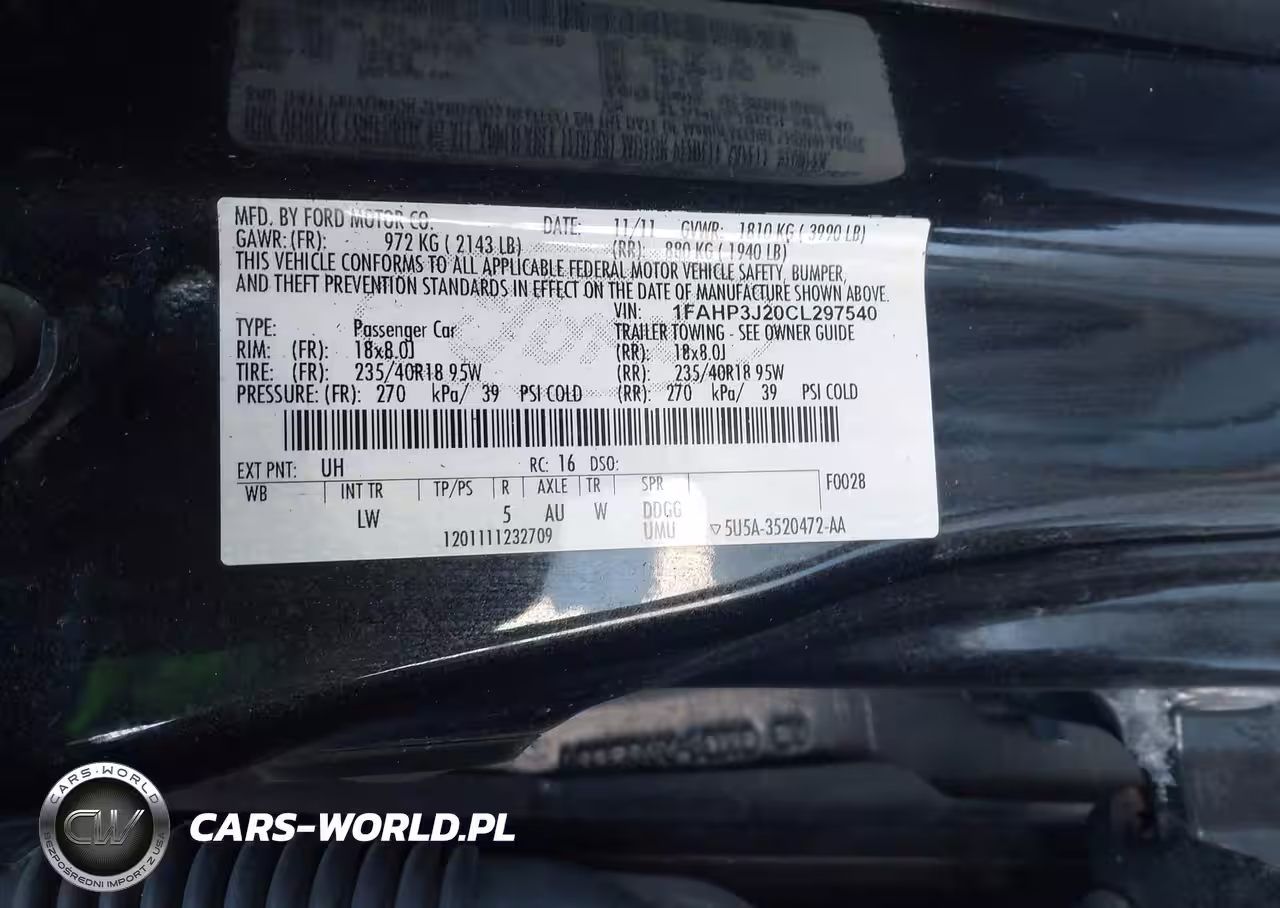 MFD. BY FORD MOTOR CO. DATE: 11/11 GVWR: 1810 KG ( 3990 LB)
GAWR: (FR): 972 KG ( 2143 LB) (RR): 880 KG ( 1940 LB)
THIS VEHICLE CONFORMS TO ALL APPLICABLE FEDERAL MOTOR VEHICLE SAFETY, BUMPER,
AND THEFT PREVENTION STANDARDS IN EFFECT ON THE DATE OF MANUFACTURE SHOWN ABOVE.
VIN: 1FAHP3J20CL297540
TYPE: Passenger Car TRAILER TOWING - SEE OWNER GUIDE
RIM: (FR): 18x8.0J (RR): 18x8.0J
TIRE: (FR): 235/40R18 95W (RR): 235/40R18 95W
PRESSURE: (FR): 270 kPa/ 39 PSI COLD (RR): 270 kPa/ 39 PSI COLD
EXT PNT: UH RC: 16 DSO:
WB INT TR TP/PS R AXLE TR SPR F0028
LW 5 AU W DDGG
1201111232709 UMU ▽5U5A-3520472-AA
CARS-WORLD
CW
BEZPOŚREDNI IMPORT Z USA
CARS-WORLD.PL